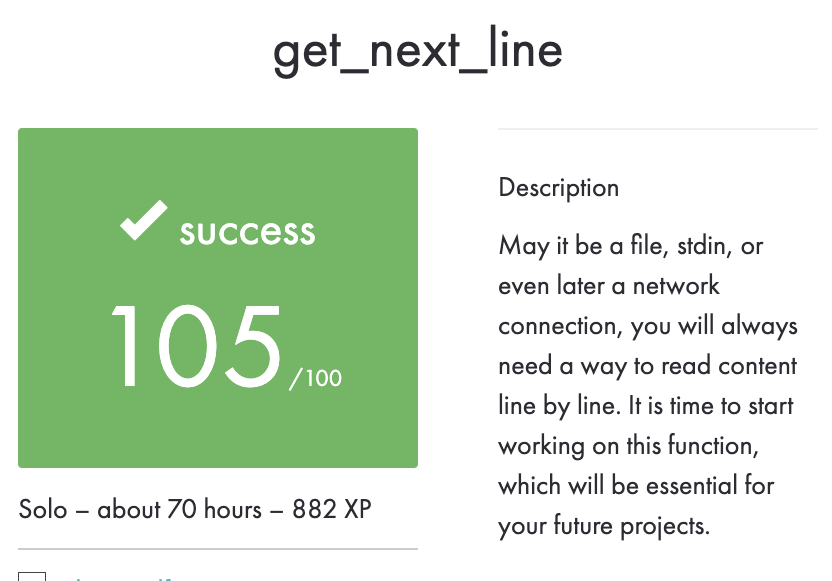 get_next_line
success
105/100
Solo – about 70 hours – 882 XP
Description
May it be a file, stdin, or
even later a network
connection, you will always
need a way to read content
line by line. It is time to start
working on this function,
which will be essential for
your future projects.